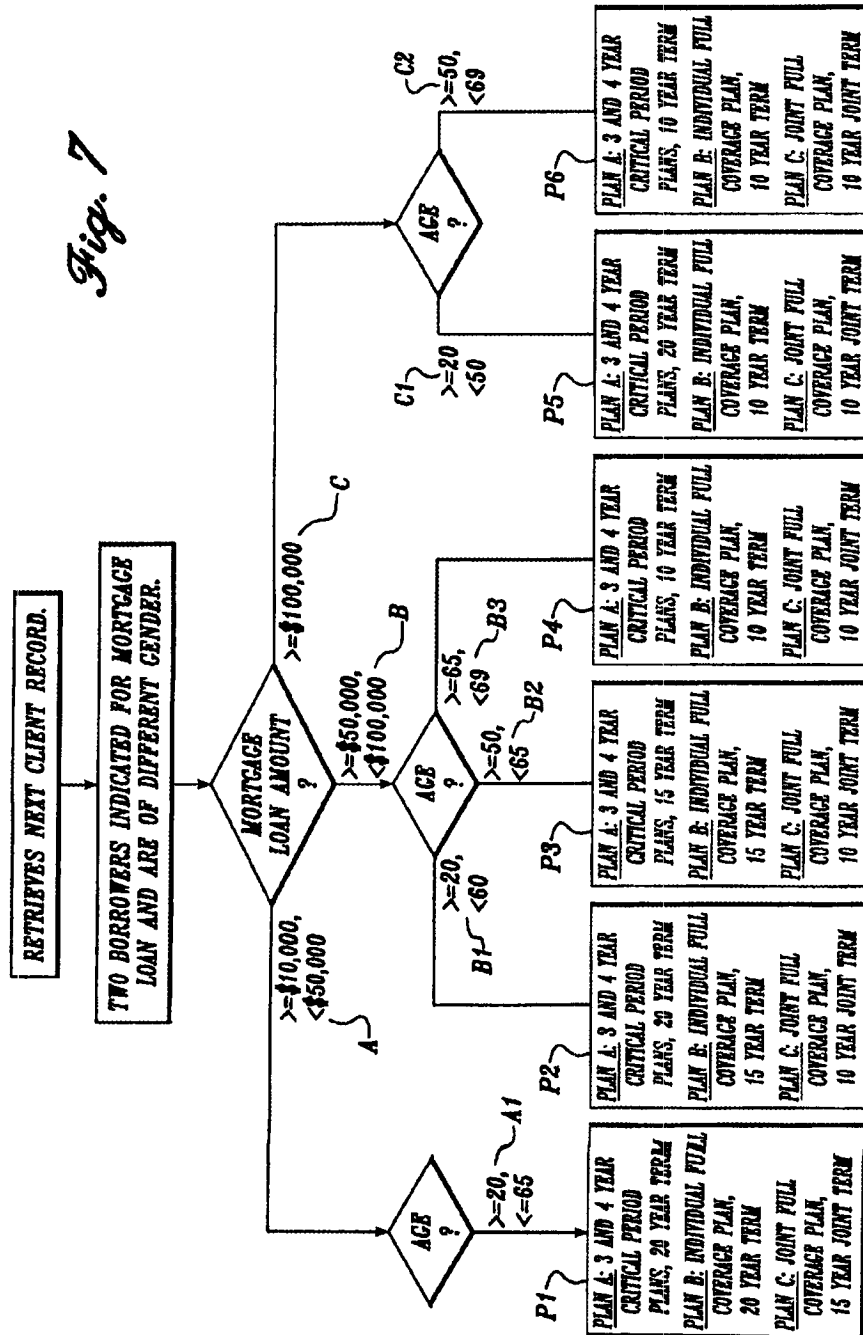 Fig. 7
RETRIEVES NEXT CLIENT RECORD.
TWO BORROWERS INDICATED FOR MORTGAGE
LOAN AND ARE OF DIFFERENT GENDER.
MORTGAGE
LOAN AMOUNT
?
>=$10,000,
<$50,000
A
>=$50,000,
<$100,000
B
>=$100,000
C
AGE
?
>=20,
<=65
A1
AGE
?
>=20,
<60
B1
>=50,
<65
B2
>=65,
<69
B3
AGE
?
>=20
<50
C1
>=50,
<69
C2
P1
PLAN A: 3 AND 4 YEAR
CRITICAL PERIOD
PLANS, 20 YEAR TERM
PLAN B: INDIVIDUAL FULL
COVERAGE PLAN,
20 YEAR TERM
PLAN C: JOINT FULL
COVERAGE PLAN,
15 YEAR JOINT TERM
P2
PLAN A: 3 AND 4 YEAR
CRITICAL PERIOD
PLANS, 20 YEAR TERM
PLAN B: INDIVIDUAL FULL
COVERAGE PLAN,
15 YEAR TERM
PLAN C: JOINT FULL
COVERAGE PLAN,
10 YEAR JOINT TERM
P3
PLAN A: 3 AND 4 YEAR
CRITICAL PERIOD
PLANS, 15 YEAR TERM
PLAN B: INDIVIDUAL FULL
COVERAGE PLAN,
15 YEAR TERM
PLAN C: JOINT FULL
COVERAGE PLAN,
10 YEAR JOINT TERM
P4
PLAN A: 3 AND 4 YEAR
CRITICAL PERIOD
PLANS, 10 YEAR TERM
PLAN B: INDIVIDUAL FULL
COVERAGE PLAN,
10 YEAR TERM
PLAN C: JOINT FULL
COVERAGE PLAN,
10 YEAR JOINT TERM
P5
PLAN A: 3 AND 4 YEAR
CRITICAL PERIOD
PLANS, 20 YEAR TERM
PLAN B: INDIVIDUAL FULL
COVERAGE PLAN,
10 YEAR TERM
PLAN C: JOINT FULL
COVERAGE PLAN,
10 YEAR JOINT TERM
P6
PLAN A: 3 AND 4 YEAR
CRITICAL PERIOD
PLANS, 10 YEAR TERM
PLAN B: INDIVIDUAL FULL
COVERAGE PLAN,
10 YEAR TERM
PLAN C: JOINT FULL
COVERAGE PLAN,
10 YEAR JOINT TERM